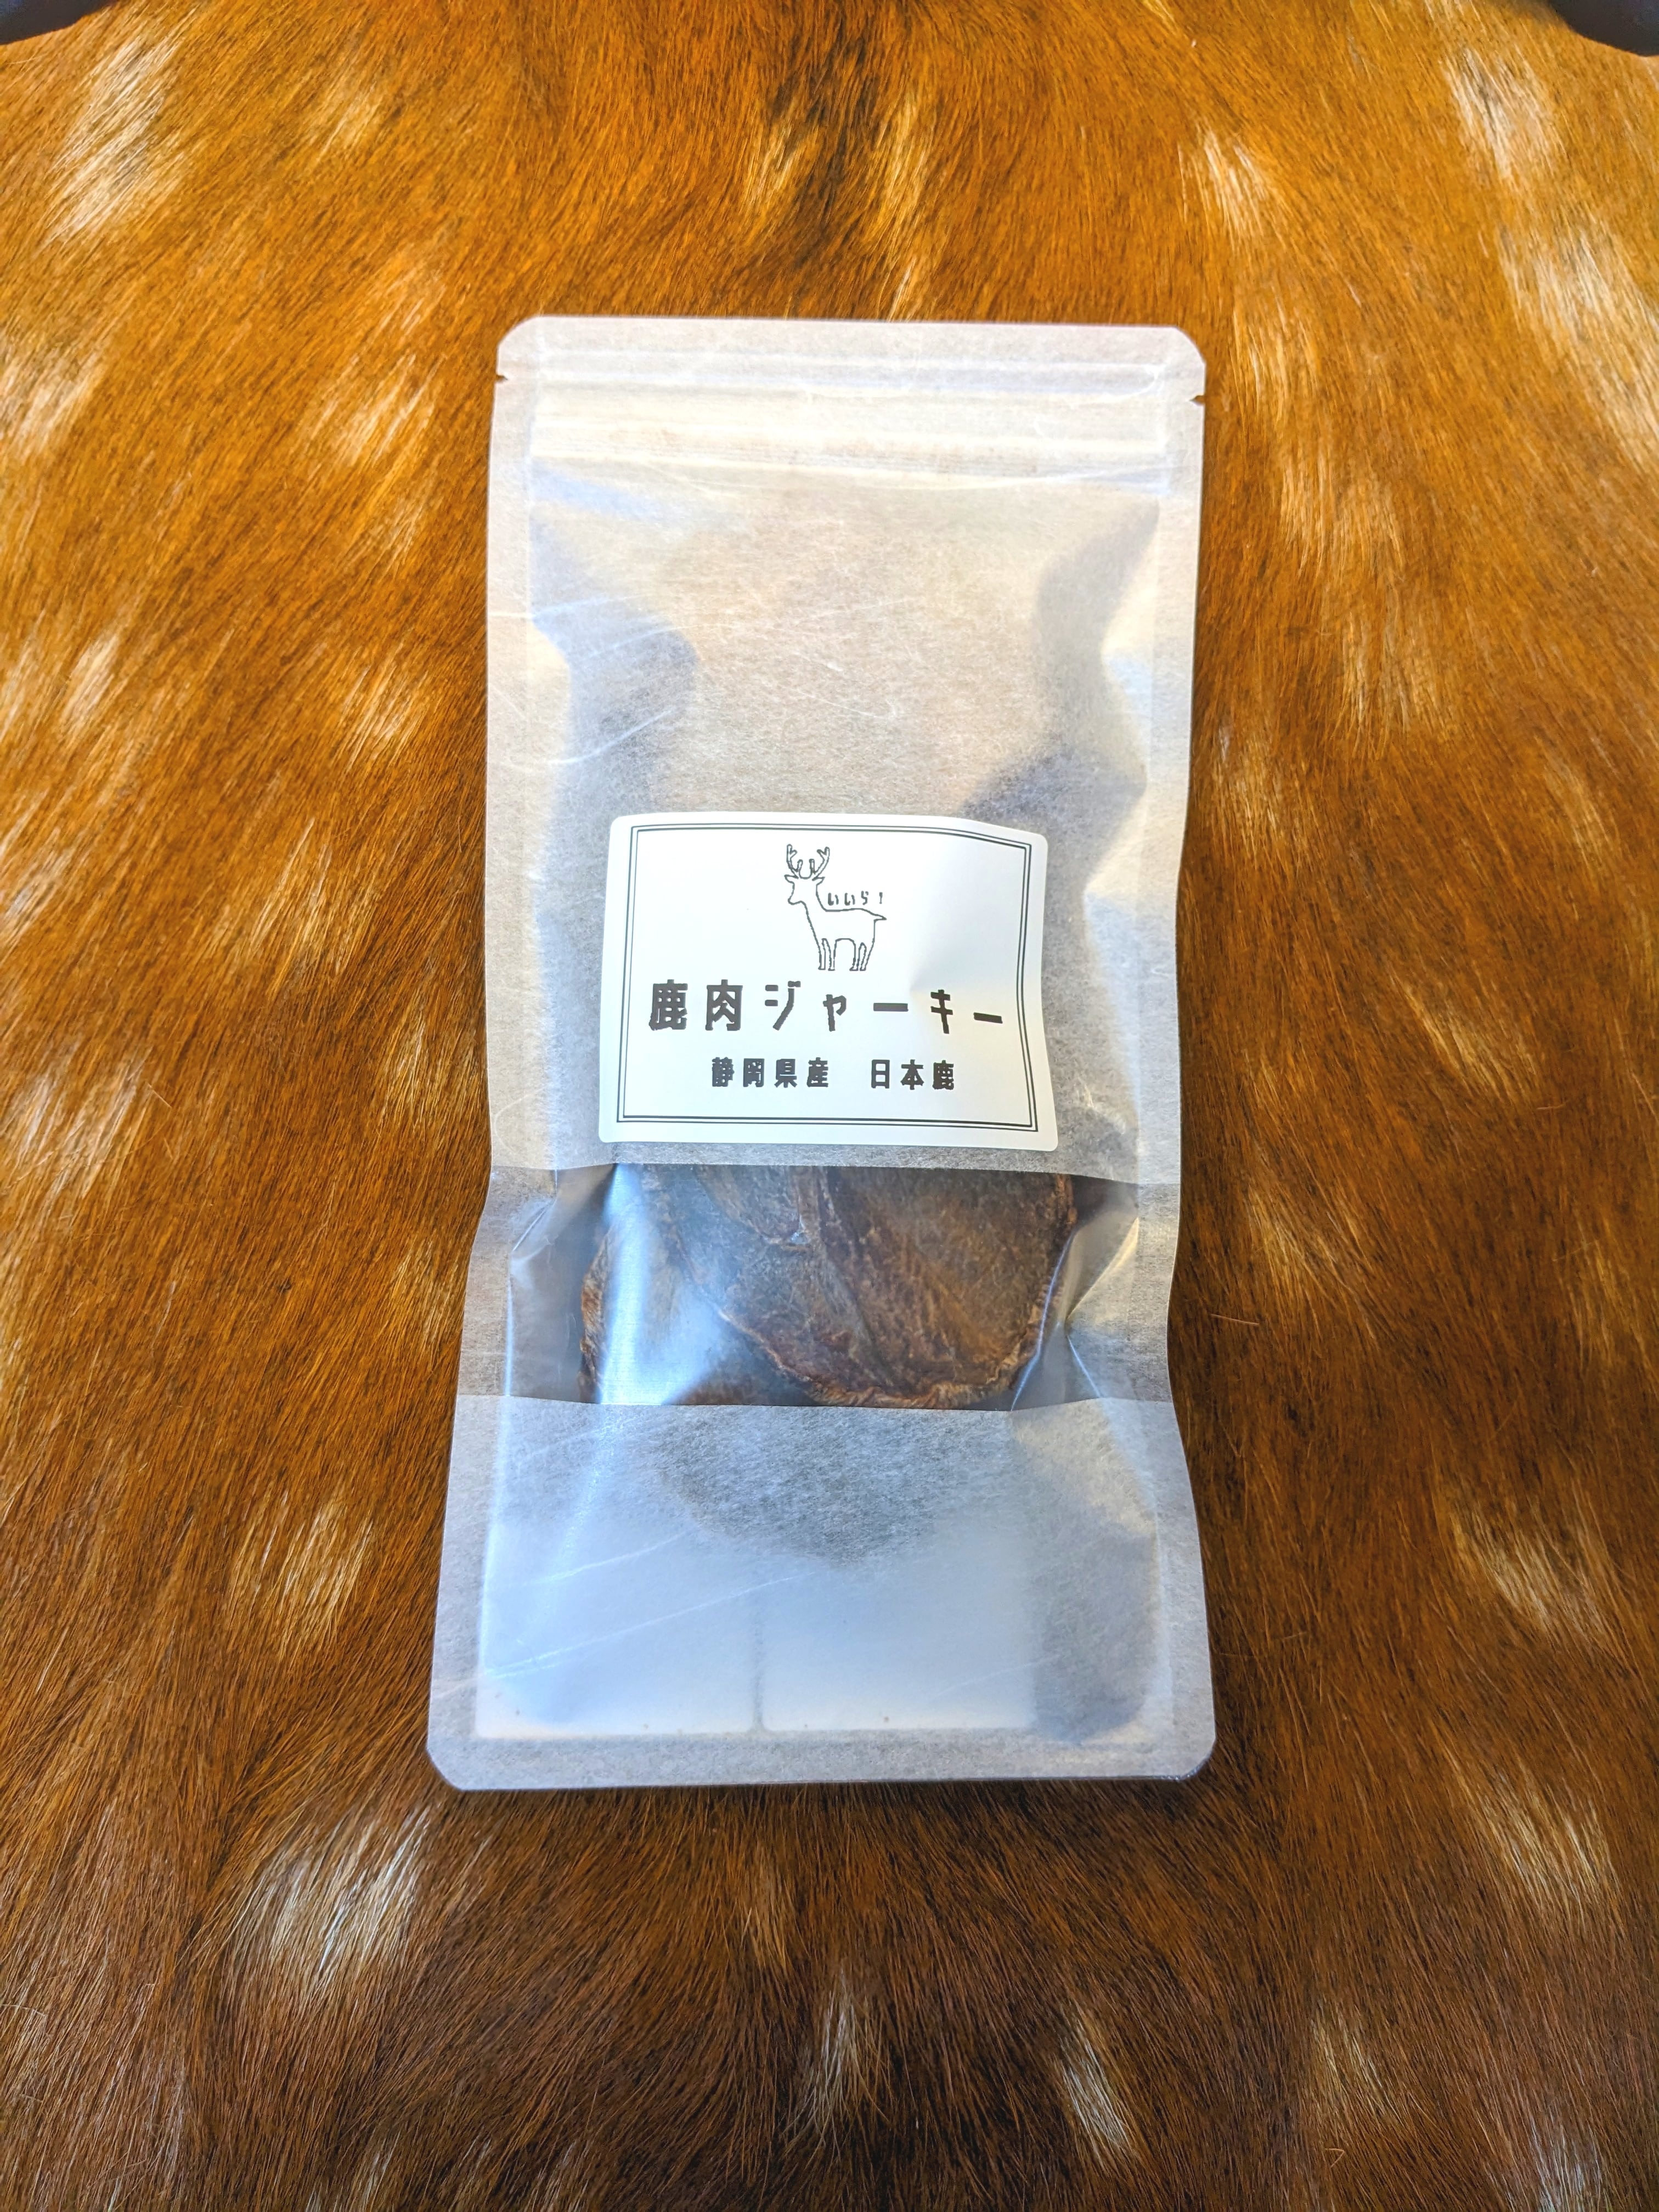 いいら！
鹿肉ジャーキー
静岡県産　日本鹿